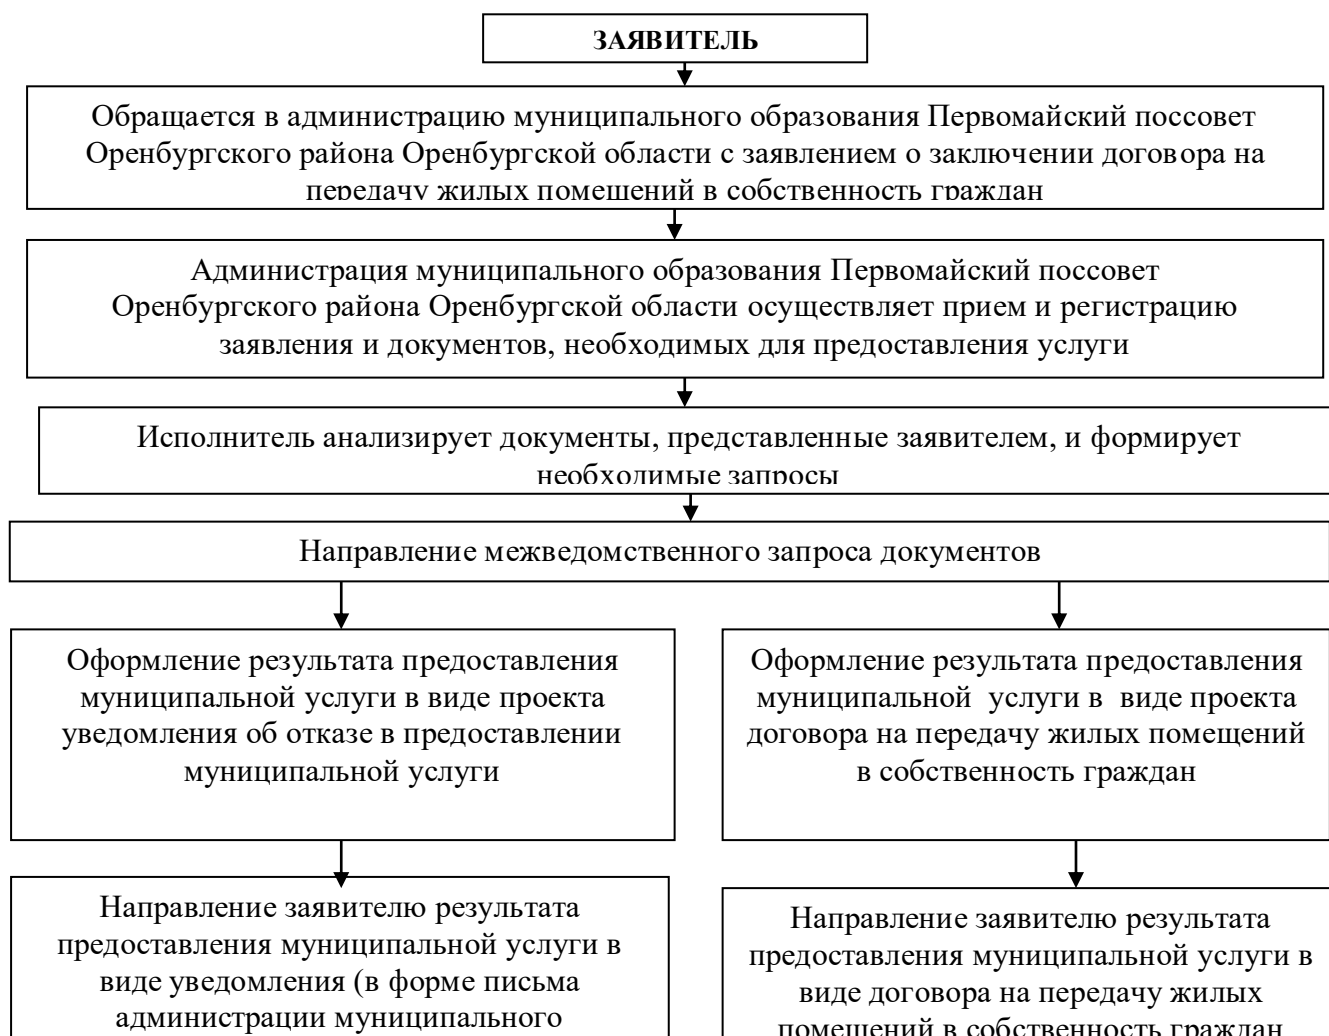 ЗАЯВИТЕЛЬ
Обращается в администрацию муниципального образования Первомайский поссовет
Оренбургского района Оренбургской области с заявлением о заключении договора на
передачу жилых помещений в собственность граждан
Администрация муниципального образования Первомайский поссовет
Оренбургского района Оренбургской области осуществляет прием и регистрацию
заявления и документов, необходимых для предоставления услуги
Исполнитель анализирует документы, представленные заявителем, и формирует
необходимые запросы
Направление межведомственного запроса документов
Оформление результата предоставления
муниципальной услуги в виде проекта
уведомления об отказе в предоставлении
муниципальной услуги
Оформление результата предоставления
муниципальной услуги в виде проекта
договора на передачу жилых помещений
в собственность граждан
Направление заявителю результата
предоставления муниципальной услуги в
виде уведомления (в форме письма
администрации муниципального
Направление заявителю результата
предоставления муниципальной услуги в
виде договора на передачу жилых
помещений в собственность граждан